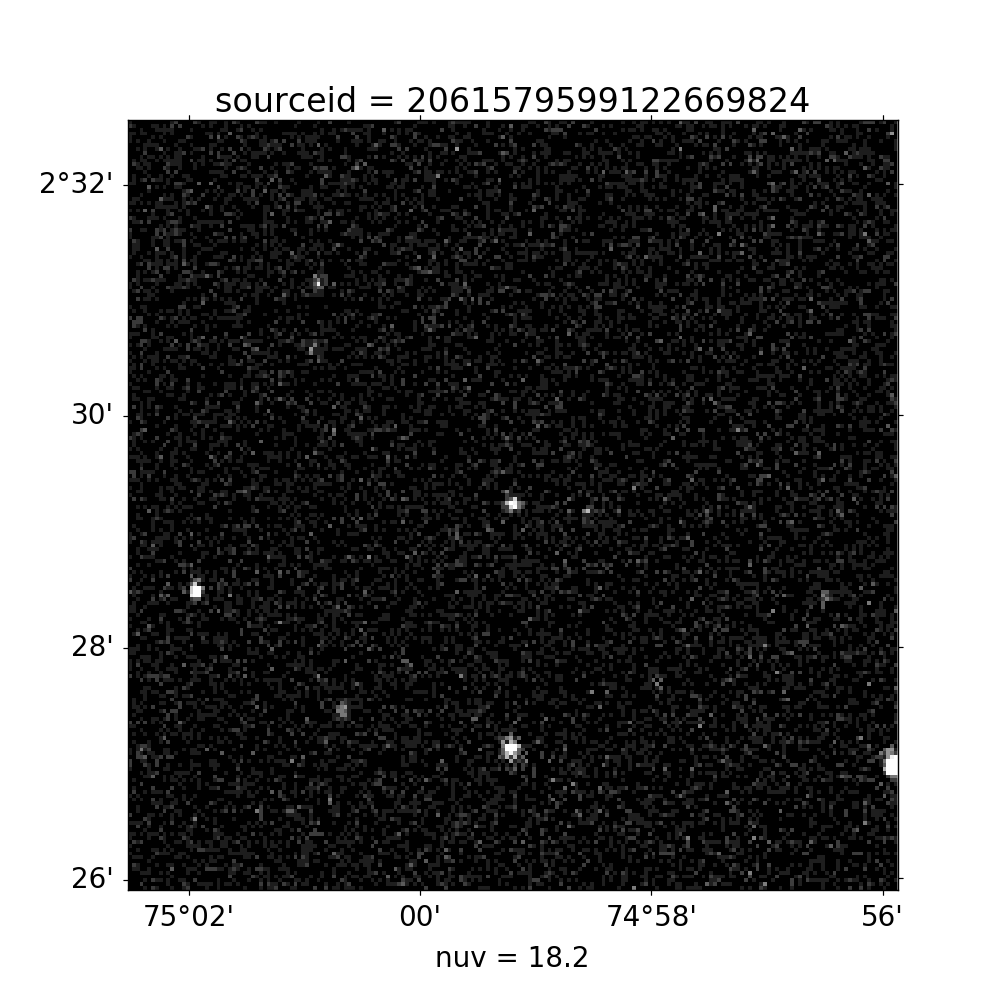 sourceid = 2061579599122669824
2°32'
30'
28'
26'
75°02' 00' 74°58' 56'
nuv = 18.2